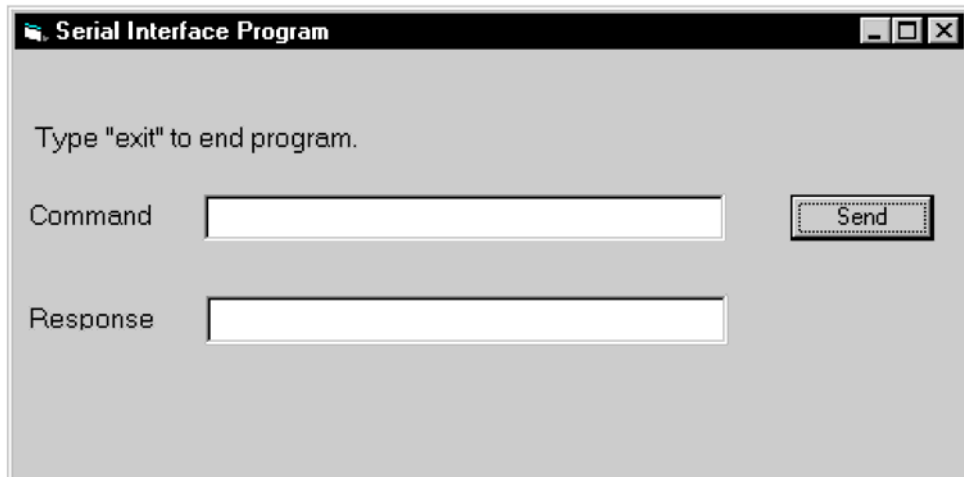 Serial Interface Program
Type "exit" to end program.
Command
Send
Response